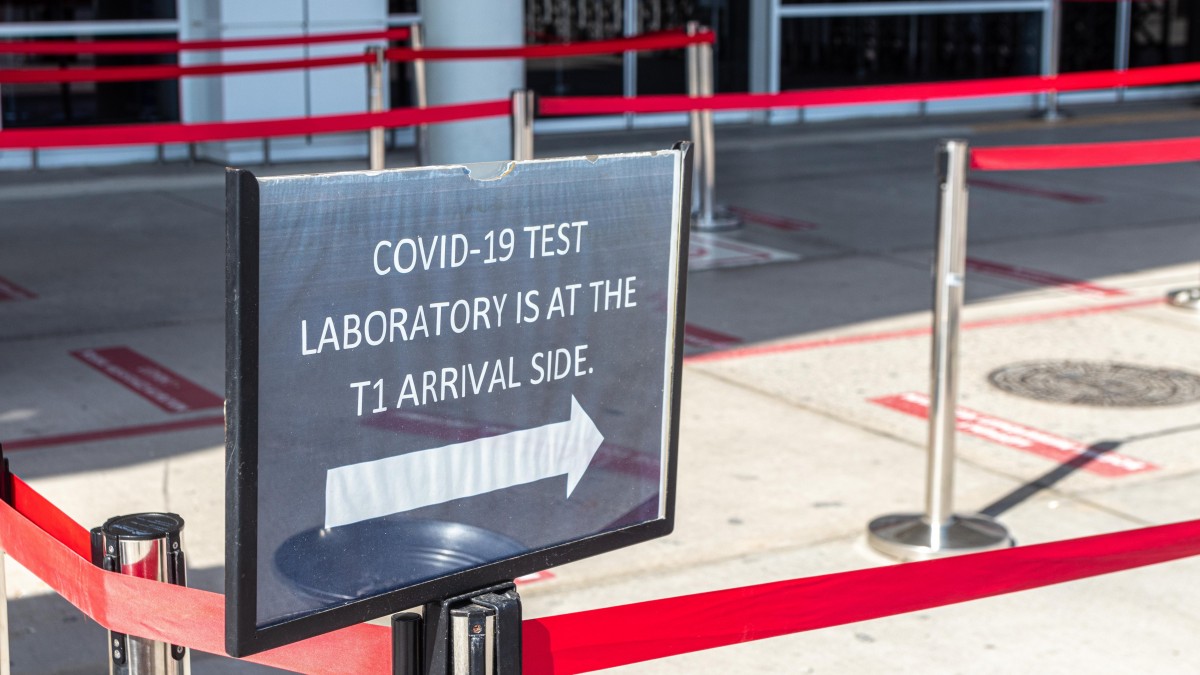 COVID-19 TEST
LABORATORY IS AT THE
T1 ARRIVAL SIDE.